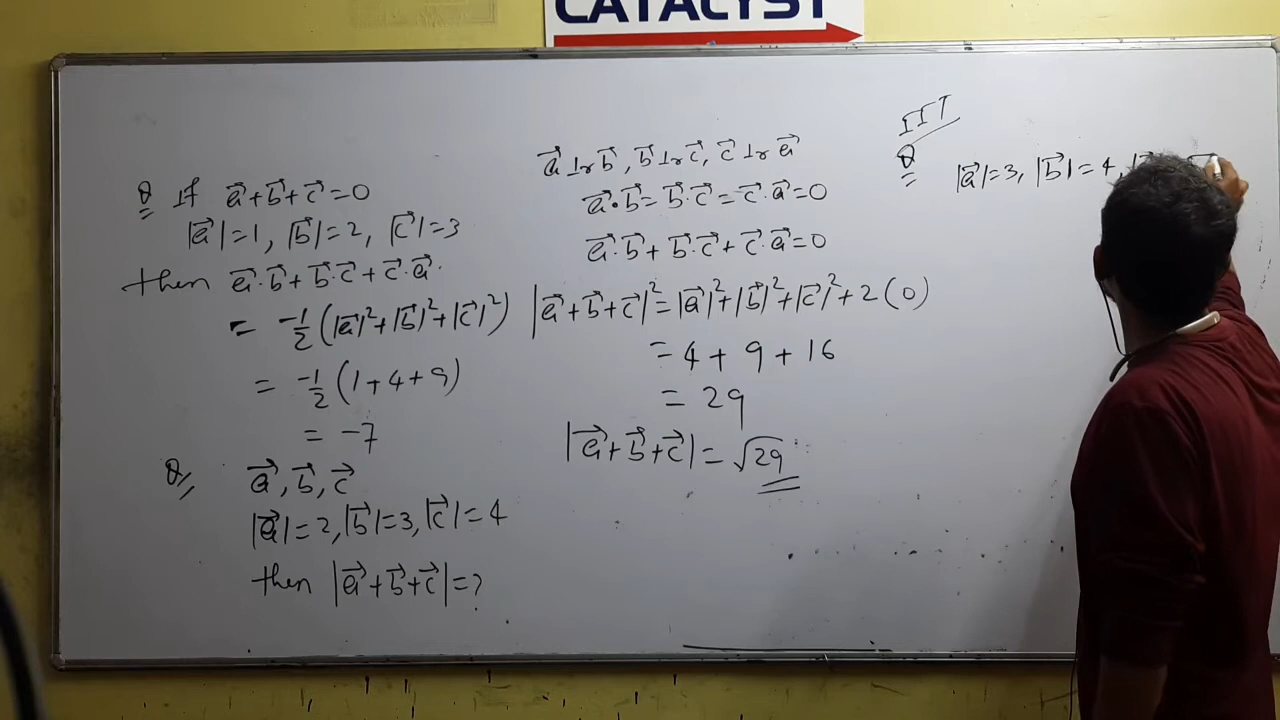 CATALYST
Q If a⃗+b⃗+c⃗=0
|a⃗|=1, |b⃗|=2, |c⃗|=3
then a⃗·b⃗+b⃗·c⃗+c⃗·a⃗
= -1/2(|a⃗|²+|b⃗|²+|c⃗|²)
= -1/2(1+4+9)
= -7
Q, a⃗, b⃗, c⃗
|a⃗|=2, |b⃗|=3, |c⃗|=4
then |a⃗+b⃗+c⃗|=?
a⃗ ⊥r b⃗, b⃗ ⊥r c⃗, c⃗ ⊥r a⃗
a⃗·b⃗=b⃗·c⃗=c⃗·a⃗=0
a⃗·b⃗+b⃗·c⃗+c⃗·a⃗=0
|a⃗+b⃗+c⃗|²=|a⃗|²+|b⃗|²+|c⃗|²+2(0)
= 4+9+16
= 29
|a⃗+b⃗+c⃗|=√29
IIT
Q |a⃗|=3, |b⃗|=4,